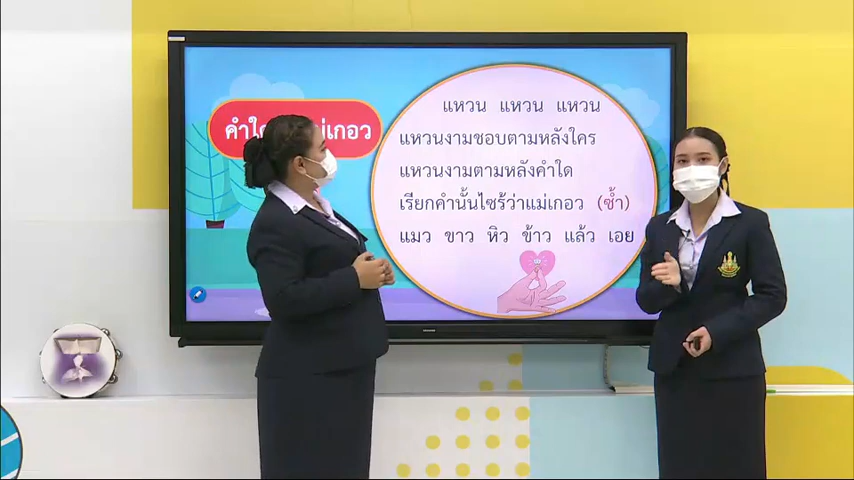 คำใด แม่เกอว
แหวน แหวน แหวน
แหวนงามชอบตามหลังใคร
แหวนงามตามหลังคำใด
เรียกคำนั้นไซร้ว่าแม่เกอว (ซ้ำ)
แมว ขาว หิว ข้าว แล้ว เอย